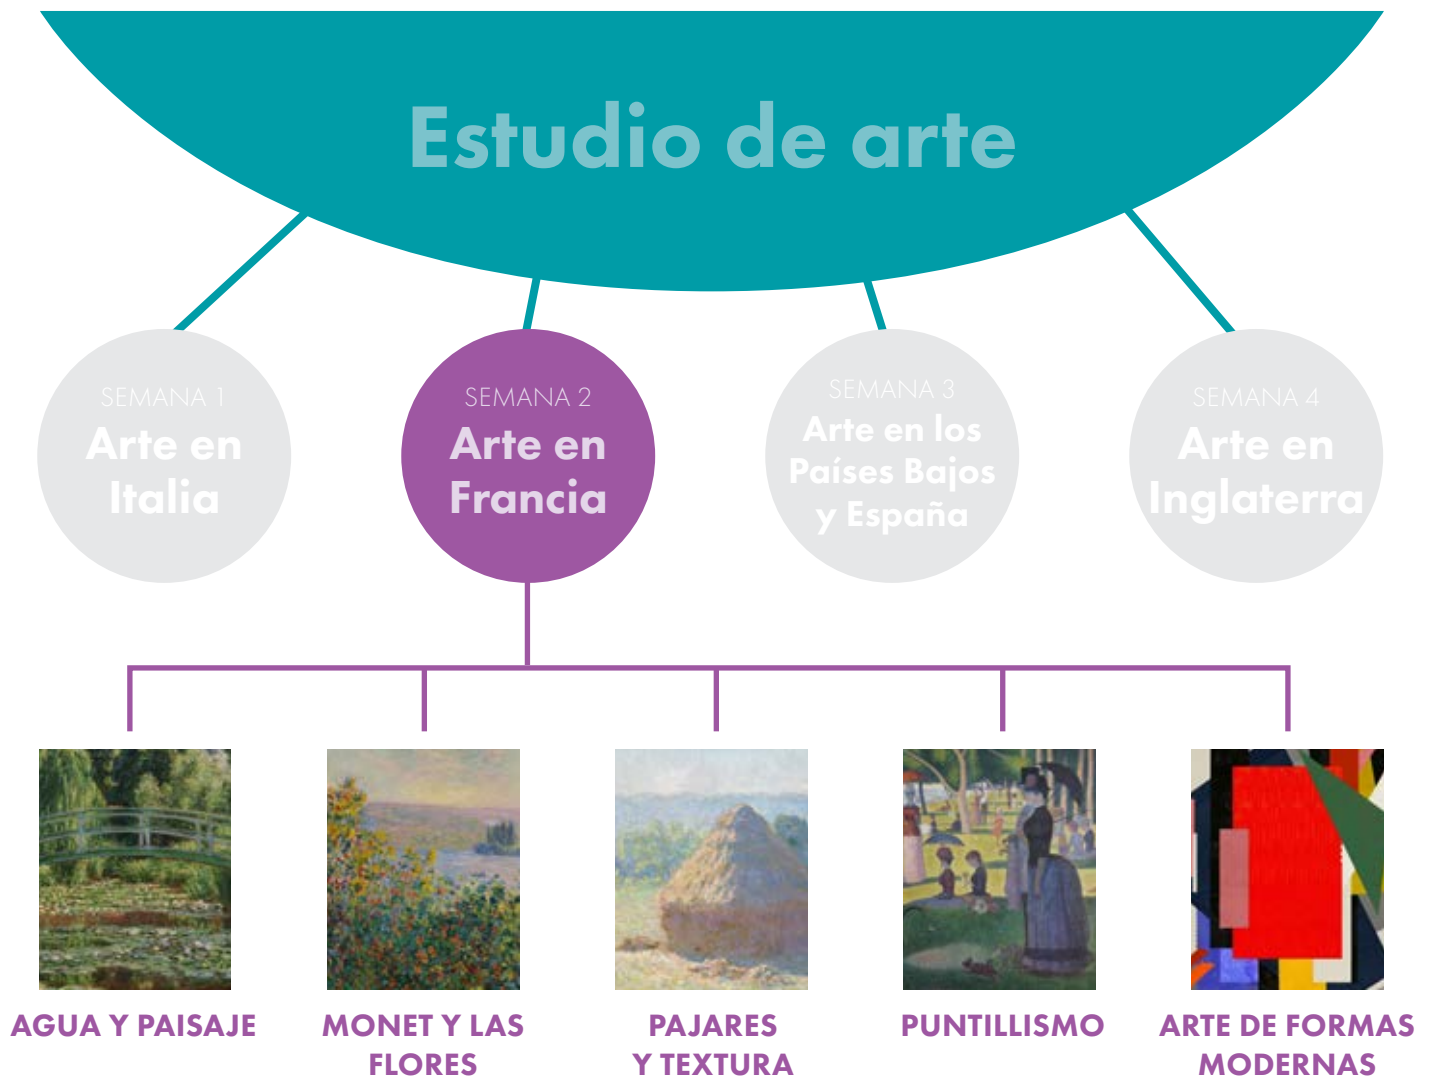 Estudio de arte
SEMANA 1
Arte en
Italia
SEMANA 2
Arte en
Francia
SEMANA 3
Arte en los
Países Bajos
y España
SEMANA 4
Arte en
Inglaterra
AGUA Y PAISAJE
MONET Y LAS
FLORES
PAJARES
Y TEXTURA
PUNTILLISMO
ARTE DE FORMAS
MODERNAS